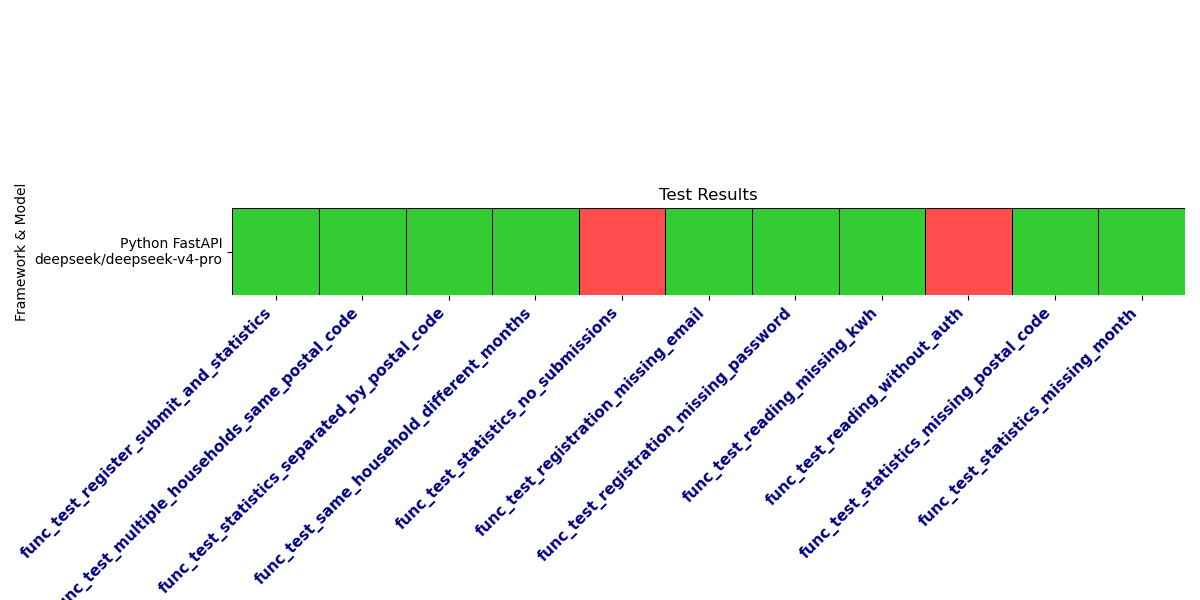 Test Results
Framework & Model
Python FastAPI
deepseek/deepseek-v4-pro
func_test_register_submit_and_statistics
unc_test_multiple_households_same_postal_code
func_test_statistics_separated_by_postal_code
func_test_same_household_different_months
func_test_statistics_no_submissions
func_test_registration_missing_email
func_test_registration_missing_password
func_test_reading_missing_kwh
func_test_reading_without_auth
func_test_statistics_missing_postal_code
func_test_statistics_missing_month